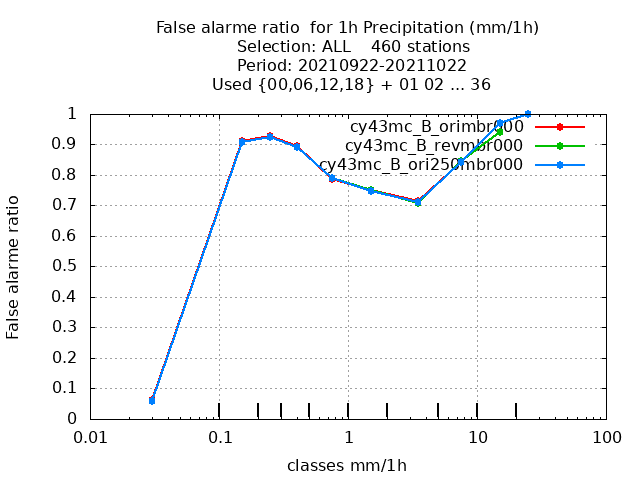 False alarme ratio  for 1h Precipitation (mm/1h)
Selection: ALL    460 stations
Period: 20210922-20211022
Used {00,06,12,18} + 01 02 ... 36
cy43mc_B_orimbr000
cy43mc_B_revmbr000
cy43mc_B_ori250mbr000
1
0.9
0.8
0.7
0.6
0.5
0.4
0.3
0.2
0.1
0
False alarme ratio
0.01 0.1 1 10 100
classes mm/1h